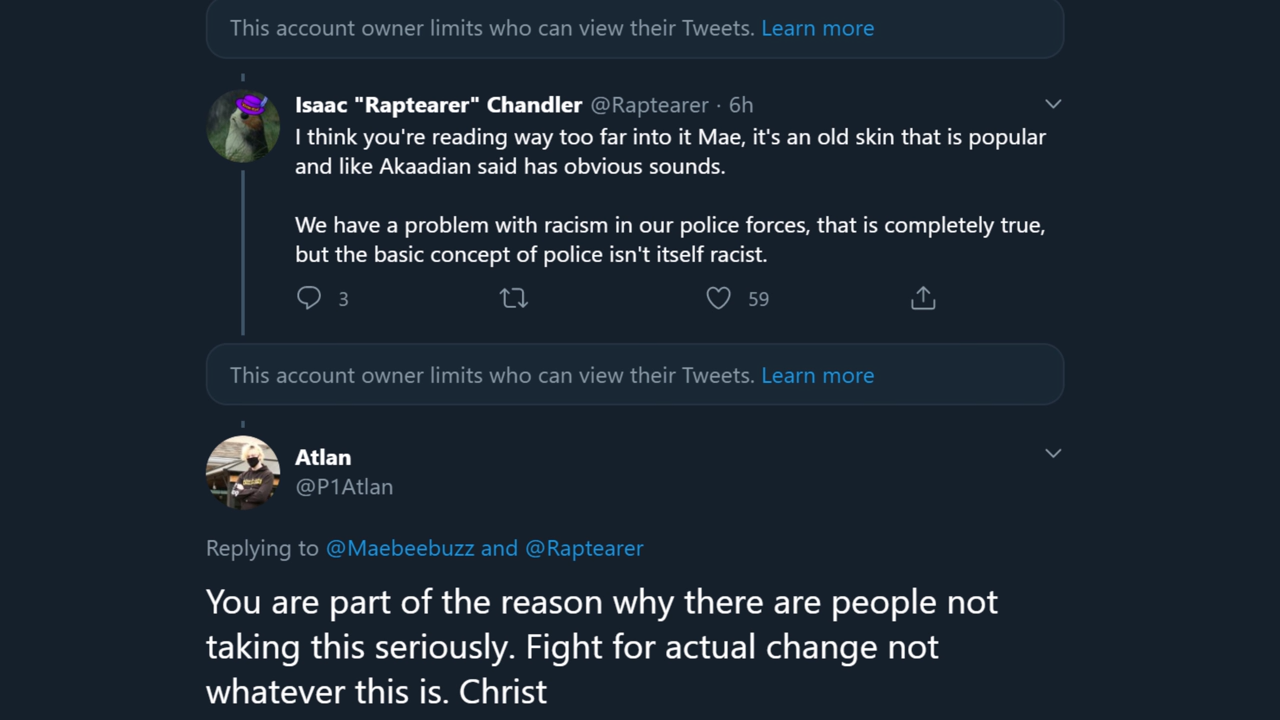 This account owner limits who can view their Tweets. Learn more
Isaac "Raptearer" Chandler @Raptearer · 6h
I think you're reading way too far into it Mae, it's an old skin that is popular
and like Akaadian said has obvious sounds.
We have a problem with racism in our police forces, that is completely true,
but the basic concept of police isn't itself racist.
3 59
This account owner limits who can view their Tweets. Learn more
Atlan
@P1Atlan
Replying to @Maebeebuzz and @Raptearer
You are part of the reason why there are people not
taking this seriously. Fight for actual change not
whatever this is. Christ